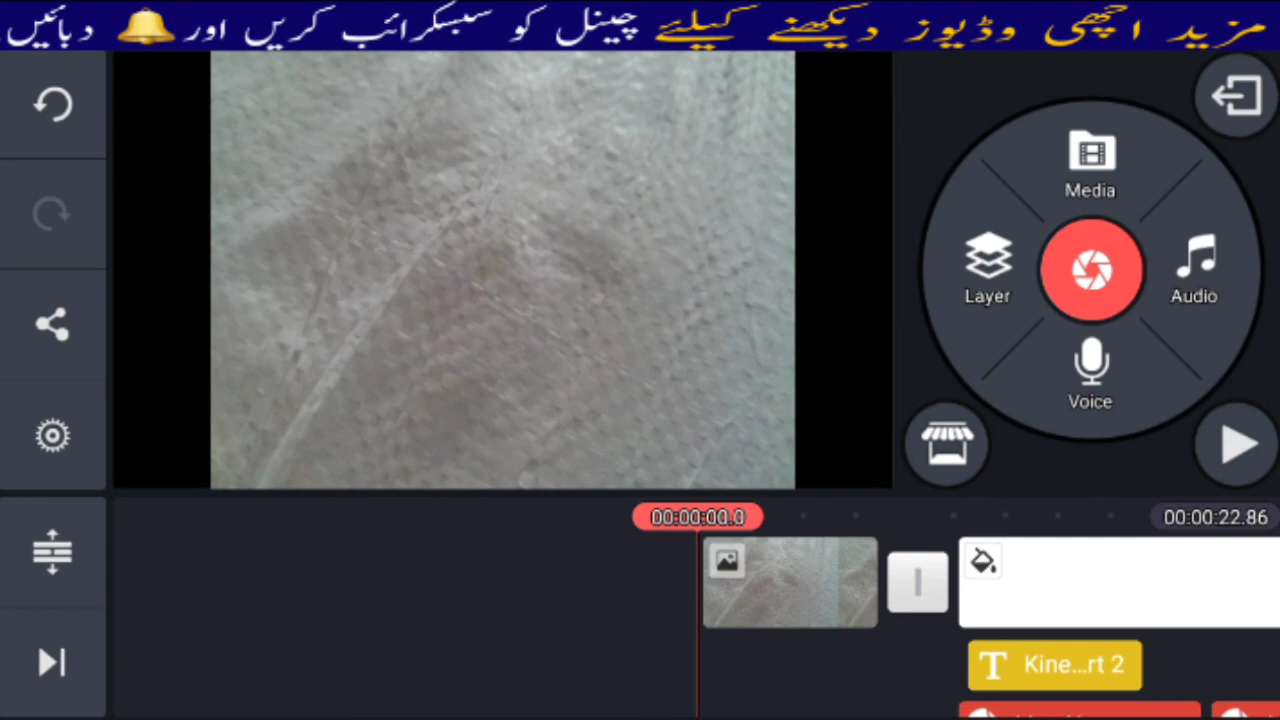 مزید اچھی وڈیوز دیکھنے کیلئے چینل کو سبسکرائب کریں اور دبائیں
Media
Layer
Audio
Voice
00:00:00.0
00:00:22.86
Kine...rt 2